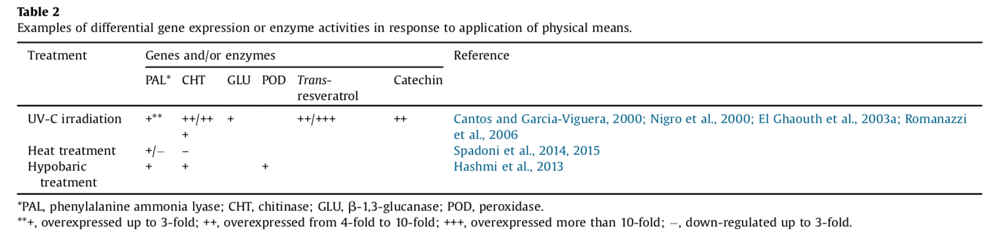 Table 2
Examples of differential gene expression or enzyme activities in response to application of physical means.
Treatment Genes and/or enzymes Reference
PAL* CHT GLU POD Trans- Catechin
resveratrol
UV-C irradiation +** ++/++ + ++/+++ ++ Cantos and Garcia-Viguera, 2000; Nigro et al., 2000; El Ghaouth et al., 2003a; Romanazzi
+ et al., 2006
Heat treatment +/− – Spadoni et al., 2014, 2015
Hypobaric + + + Hashmi et al., 2013
treatment
*PAL, phenylalanine ammonia lyase; CHT, chitinase; GLU, β-1,3-glucanase; POD, peroxidase.
**+, overexpressed up to 3-fold; ++, overexpressed from 4-fold to 10-fold; +++, overexpressed more than 10-fold; −, down-regulated up to 3-fold.